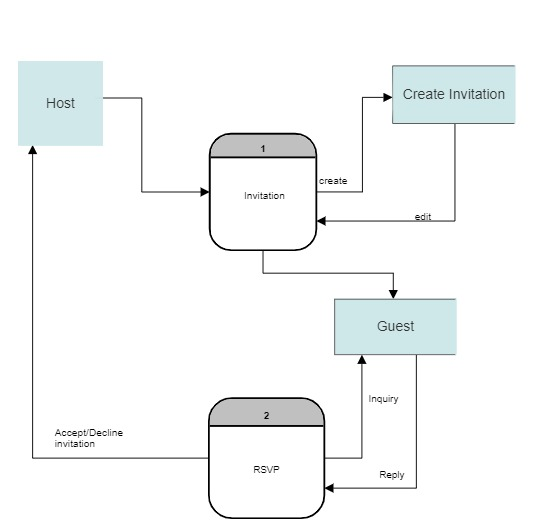 Host
Create Invitation
1
Invitation
create
edit
Guest
Inquiry
2
Accept/Decline
invitation
RSVP
Reply